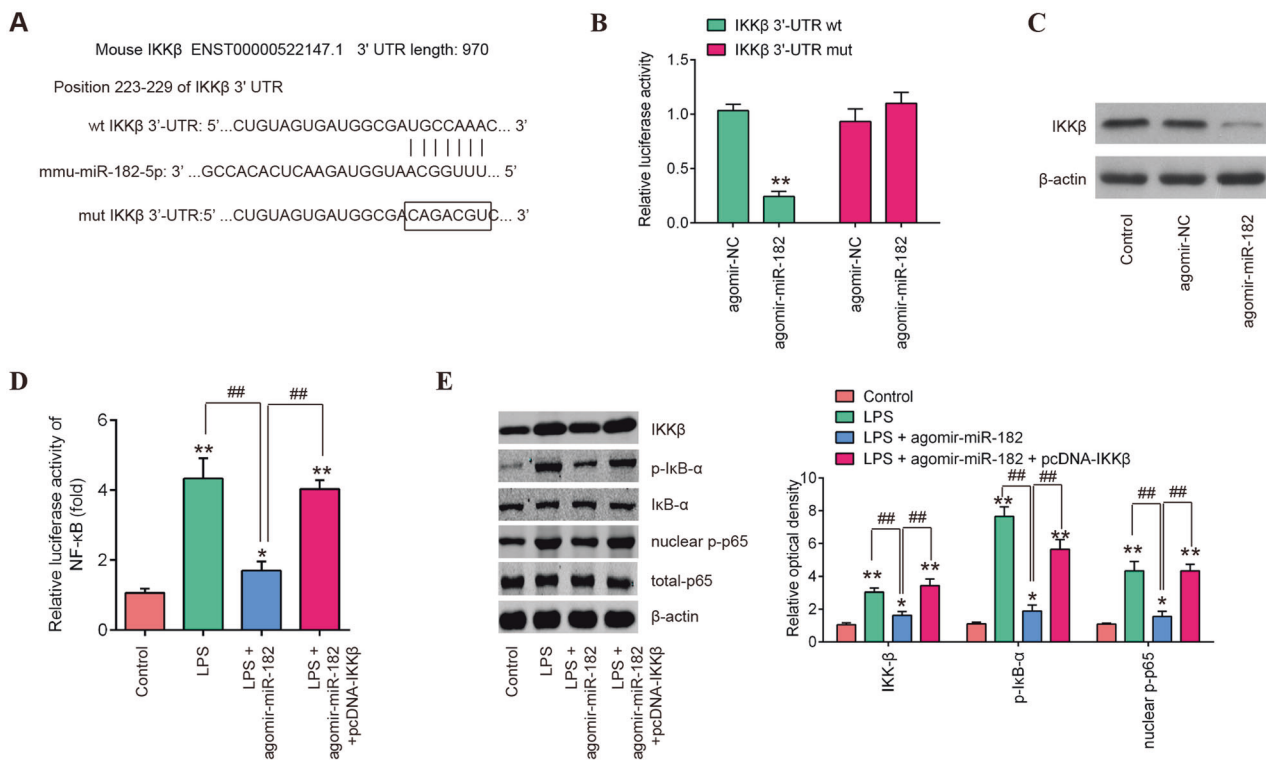 A
Mouse IKKβ ENST00000522147.1 3' UTR length: 970
Position 223-229 of IKKβ 3' UTR
wt IKKβ 3'-UTR: 5'...CUGUAGUGAUGGCGAUGCCAAAC... 3'
mmu-miR-182-5p: 3' ...GCCACACUCAAGAUGGUAACGGUUU... 5'
mut IKKβ 3'-UTR:5' ...CUGUAGUGAUGGCGACAGACGUC... 3'
B
IKKβ 3'-UTR wt
IKKβ 3'-UTR mut
Relative luciferase activity
1.5
1.0
0.5
0.0
**
agomir-NC
agomir-miR-182
agomir-NC
agomir-miR-182
C
IKKβ
β-actin
Control
agomir-NC
agomir-miR-182
D
Relative luciferase activity of
NF-κB (fold)
6
4
2
0
**
##
*
##
**
Control
LPS
LPS +
agomir-miR-182
LPS +
agomir-miR-182
+pcDNA-IKKβ
E
IKKβ
p-IκB-α
IκB-α
nuclear p-p65
total-p65
β-actin
Control
LPS
LPS +
agomir-miR-182
LPS +
agomir-miR-182
+pcDNA-IKKβ
Control
LPS
LPS + agomir-miR-182
LPS + agomir-miR-182 + pcDNA-IKKβ
Relative optical density
10
8
6
4
2
0
**
##
*
##
**
**
##
*
##
**
**
##
*
##
**
IKK-β
p-IκB-α
nuclear p-p65